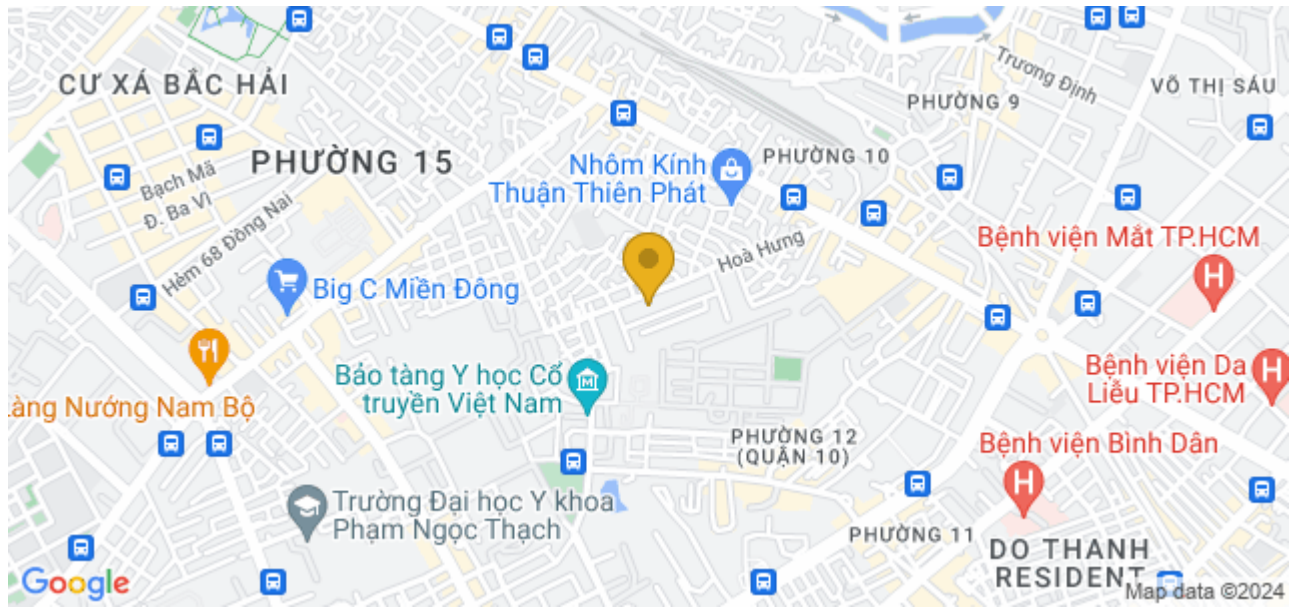 Trương Định
CƯ XÁ BẮC HẢI
VÕ THỊ SÁU
PHƯỜNG 9
PHƯỜNG 15
Nhôm Kính
Thuận Thiên Phát
PHƯỜNG 10
Bạch Mã
Đ. Ba Vì
Hẻm 68 Đồng Nai
Hoà Hưng
Bệnh viện Mắt TP.HCM
Big C Miền Đông
Bảo tàng Y học Cổ
truyền Việt Nam
Bệnh viện Da
Liễu TP.HCM
Làng Nướng Nam Bộ
PHƯỜNG 12
(QUẬN 10)
Bệnh viện Bình Dân
Trường Đại học Y khoa
Phạm Ngọc Thạch
PHƯỜNG 11
DO THANH
RESIDENT
Google
Map data ©2024